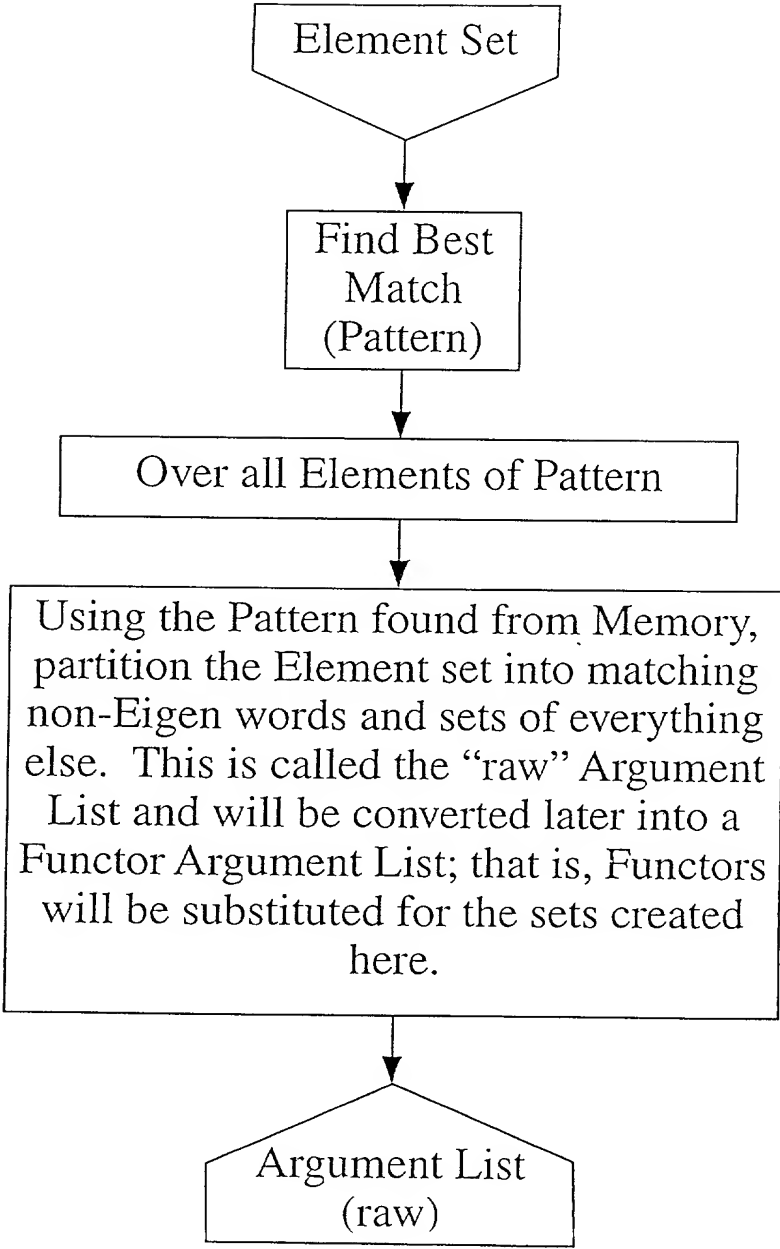 Element Set
Find Best
Match
(Pattern)
Over all Elements of Pattern
Using the Pattern found from Memory,
partition the Element set into matching
non-Eigen words and sets of everything
else. This is called the “raw” Argument
List and will be converted later into a
Functor Argument List; that is, Functors
will be substituted for the sets created
here.
Argument List
(raw)